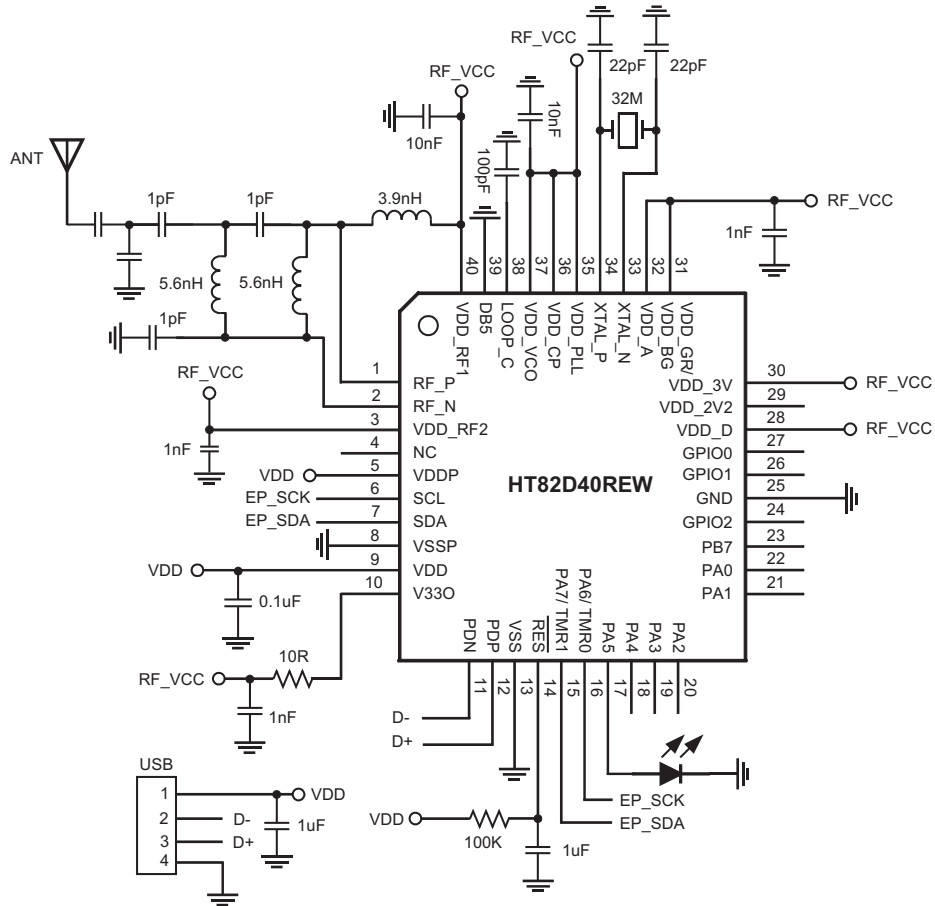 RF_VCC
22pF
22pF
RF_VCC
32M
10nF
10nF
100pF
ANT
1pF
1pF
3.9nH
RF_VCC
1nF
5.6nH
5.6nH
1pF
40
39
38
37
36
35
34
33
32
31
VDD_RF1
DB5
LOOP_C
VDD_VCO
VDD_CP
VDD_PLL
XTAL_P
XTAL_N
VDD_A
VDD_BG
VDD_GR/
VDD_3V
30
RF_VCC
VDD_2V2
29
VDD_D
28
RF_VCC
GPIO0
27
GPIO1
26
GND
25
GPIO2
24
PB7
23
PA0
22
PA1
21
1
RF_P
2
RF_N
RF_VCC
3
VDD_RF2
1nF
4
NC
VDD
5
VDDP
EP_SCK
6
SCL
EP_SDA
7
SDA
8
VSSP
VDD
9
VDD
0.1uF
10
V33O
HT82D40REW
PDN
PDP
VSS
RES
PA7/ TMR1
PA6/ TMR0
PA5
PA4
PA3
PA2
11
12
13
14
15
16
17
18
19
20
RF_VCC
10R
1nF
D-
D+
USB
1
VDD
2
D-
3
D+
4
1uF
VDD
100K
1uF
EP_SCK
EP_SDA